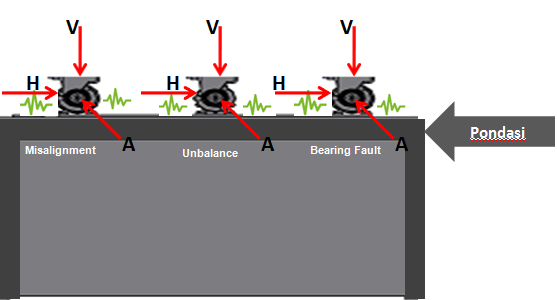 V V V
H H H
A A A
Misalignment Unbalance Bearing Fault
Pondasi